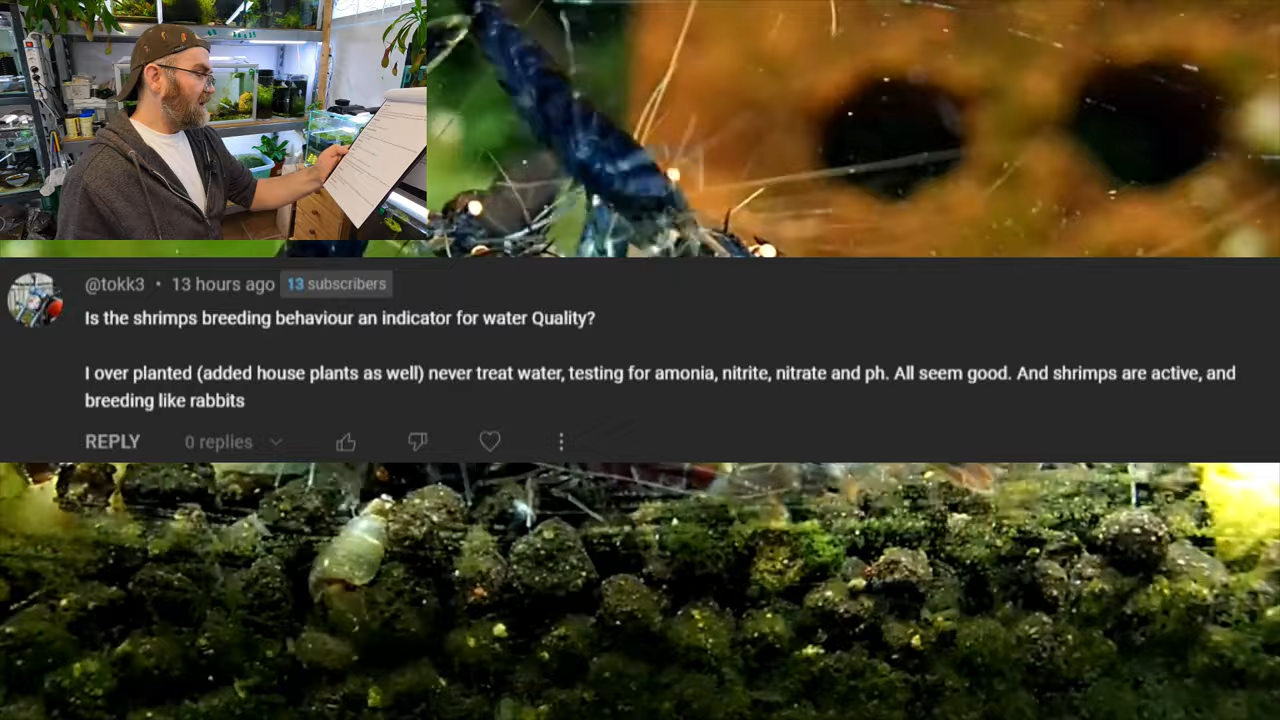 @tokk3 • 13 hours ago 13 subscribers
Is the shrimps breeding behaviour an indicator for water Quality?
I over planted (added house plants as well) never treat water, testing for amonia, nitrite, nitrate and ph. All seem good. And shrimps are active, and
breeding like rabbits
REPLY 0 replies